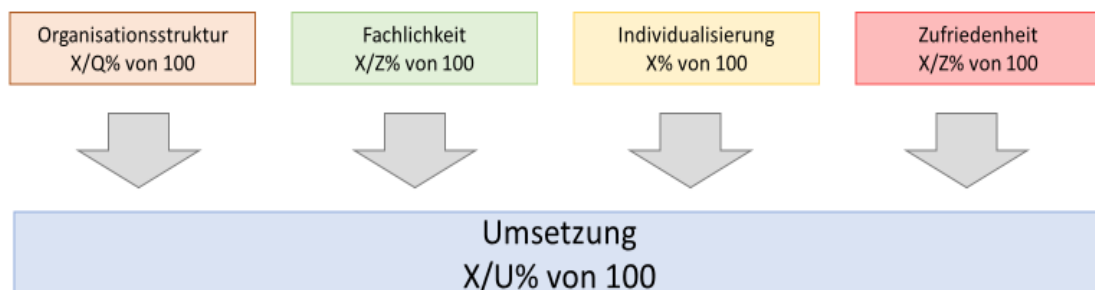 Organisationsstruktur
X/Q% von 100
Fachlichkeit
X/Z% von 100
Individualisierung
X% von 100
Zufriedenheit
X/Z% von 100
Umsetzung
X/U% von 100